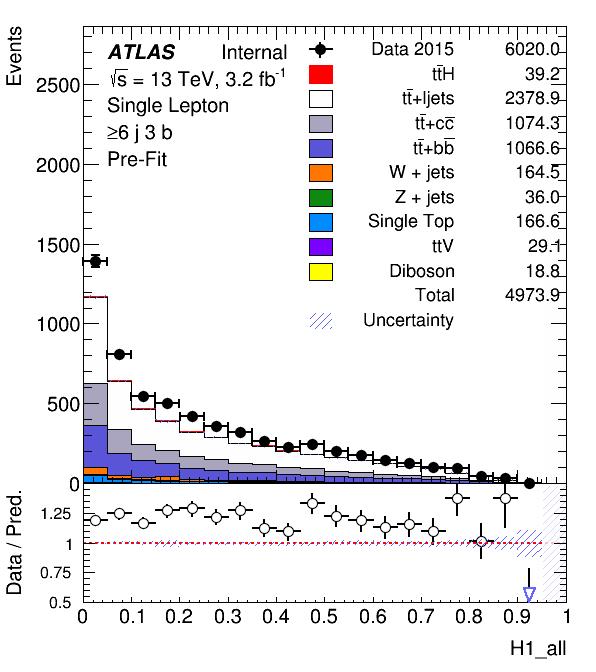 Events
2500
2000
1500
1000
500
0
ATLAS Internal
√s = 13 TeV, 3.2 fb⁻¹
Single Lepton
≥6 j 3 b
Pre-Fit
Data 2015 6020.0
tt̄H 39.2
tt̄+ljets 2378.9
tt̄+cc̄ 1074.3
tt̄+bb̄ 1066.6
W + jets 164.5
Z + jets 36.0
Single Top 166.6
ttV 29.1
Diboson 18.8
Total 4973.9
Uncertainty
Data / Pred.
1.25
1
0.75
0.5
0 0.1 0.2 0.3 0.4 0.5 0.6 0.7 0.8 0.9 1
H1_all